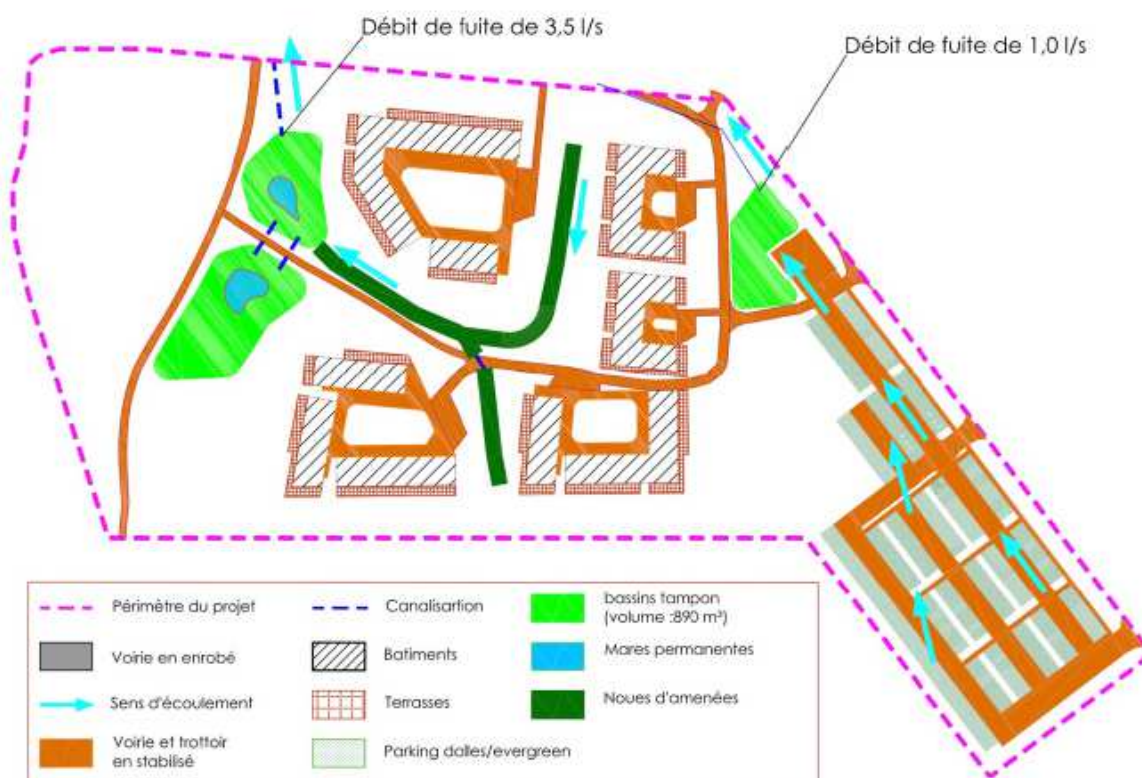 Débit de fuite de 3,5 l/s
Débit de fuite de 1,0 l/s
Périmètre du projet
Canalisartion
bassins tampon
(volume :890 m³)
Voirie en enrobé
Batiments
Mares permanentes
Sens d'écoulement
Terrasses
Noues d'amenées
Voirie et trottoir
en stabilisé
Parking dalles/evergreen